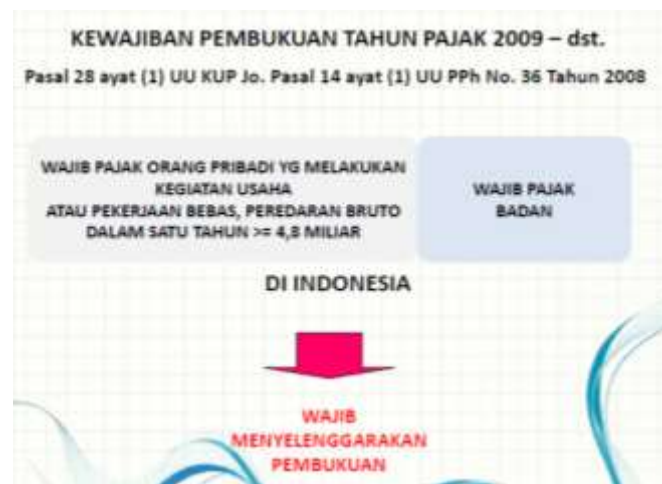 KEWAJIBAN PEMBUKUAN TAHUN PAJAK 2009 – dst.
Pasal 28 ayat (1) UU KUP Jo. Pasal 14 ayat (1) UU PPh No. 36 Tahun 2008
WAJIB PAJAK ORANG PRIBADI YG MELAKUKAN
KEGIATAN USAHA
ATAU PEKERJAAN BEBAS, PEREDARAN BRUTO
DALAM SATU TAHUN >= 4,8 MILIAR
WAJIB PAJAK
BADAN
DI INDONESIA
WAJIB
MENYELENGGARAKAN
PEMBUKUAN